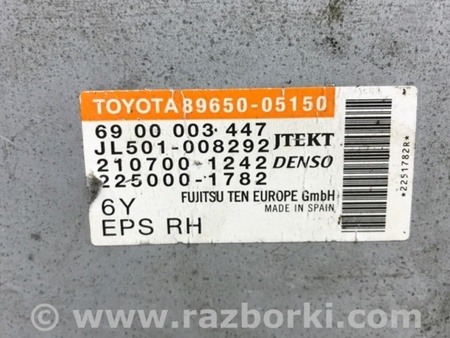 TOYOTA 89650-05150
69 00 003 447
JL501-008292 JTEKT
210700-1242 DENSO
225000-1782
6Y FUJITSU TEN EUROPE GmbH
MADE IN SPAIN
EPS RH
*2251782R*
© www.razborki.com